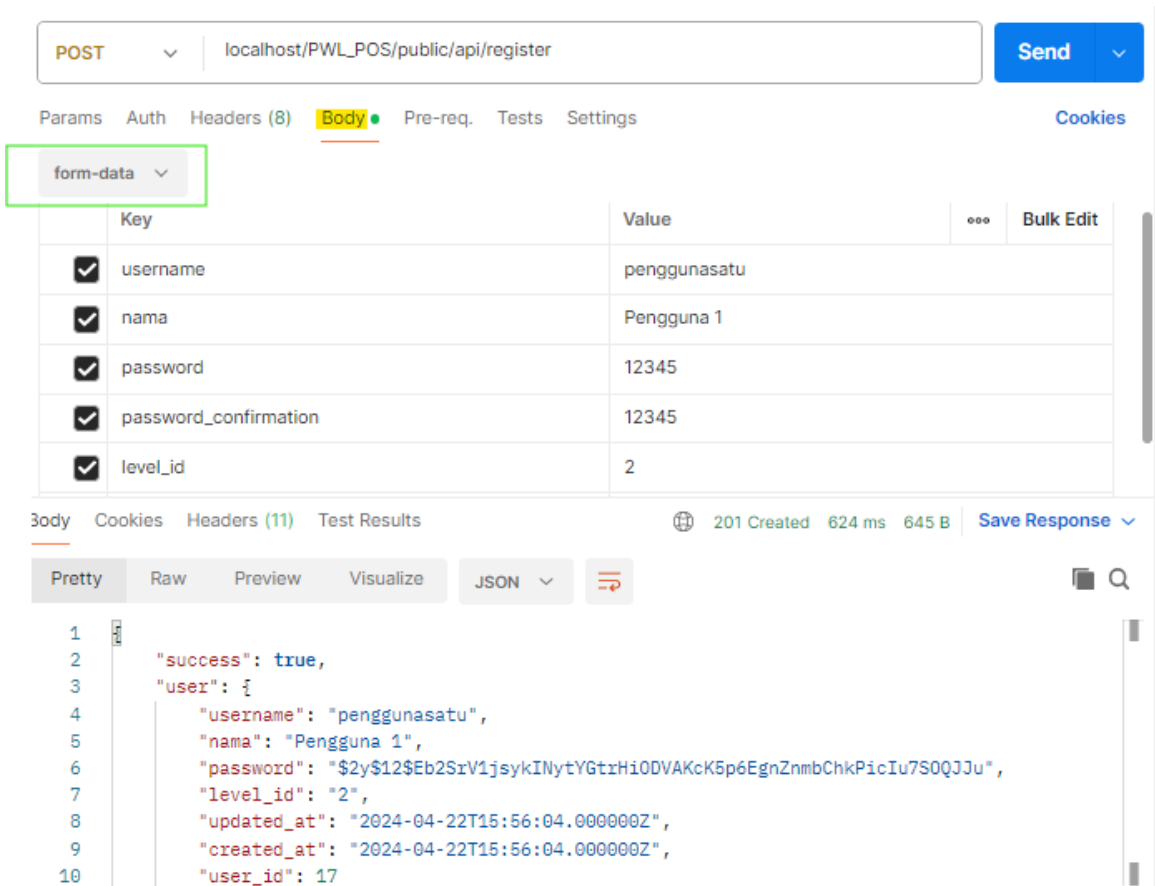 POST localhost/PWL_POS/public/api/register Send
Params Auth Headers (8) Body Pre-req. Tests Settings Cookies
form-data
Key Value ooo Bulk Edit
username penggunasatu
nama Pengguna 1
password 12345
password_confirmation 12345
level_id 2
Body Cookies Headers (11) Test Results 201 Created 624 ms 645 B Save Response
Pretty Raw Preview Visualize JSON
1 {
2 "success": true,
3 "user": {
4 "username": "penggunasatu",
5 "nama": "Pengguna 1",
6 "password": "$2y$12$Eb2SrV1jsykINytYGtrHiODVAKcK5p6EgnZnmbChkPicIu7SOQJJu",
7 "level_id": "2",
8 "updated_at": "2024-04-22T15:56:04.000000Z",
9 "created_at": "2024-04-22T15:56:04.000000Z",
10 "user_id": 17